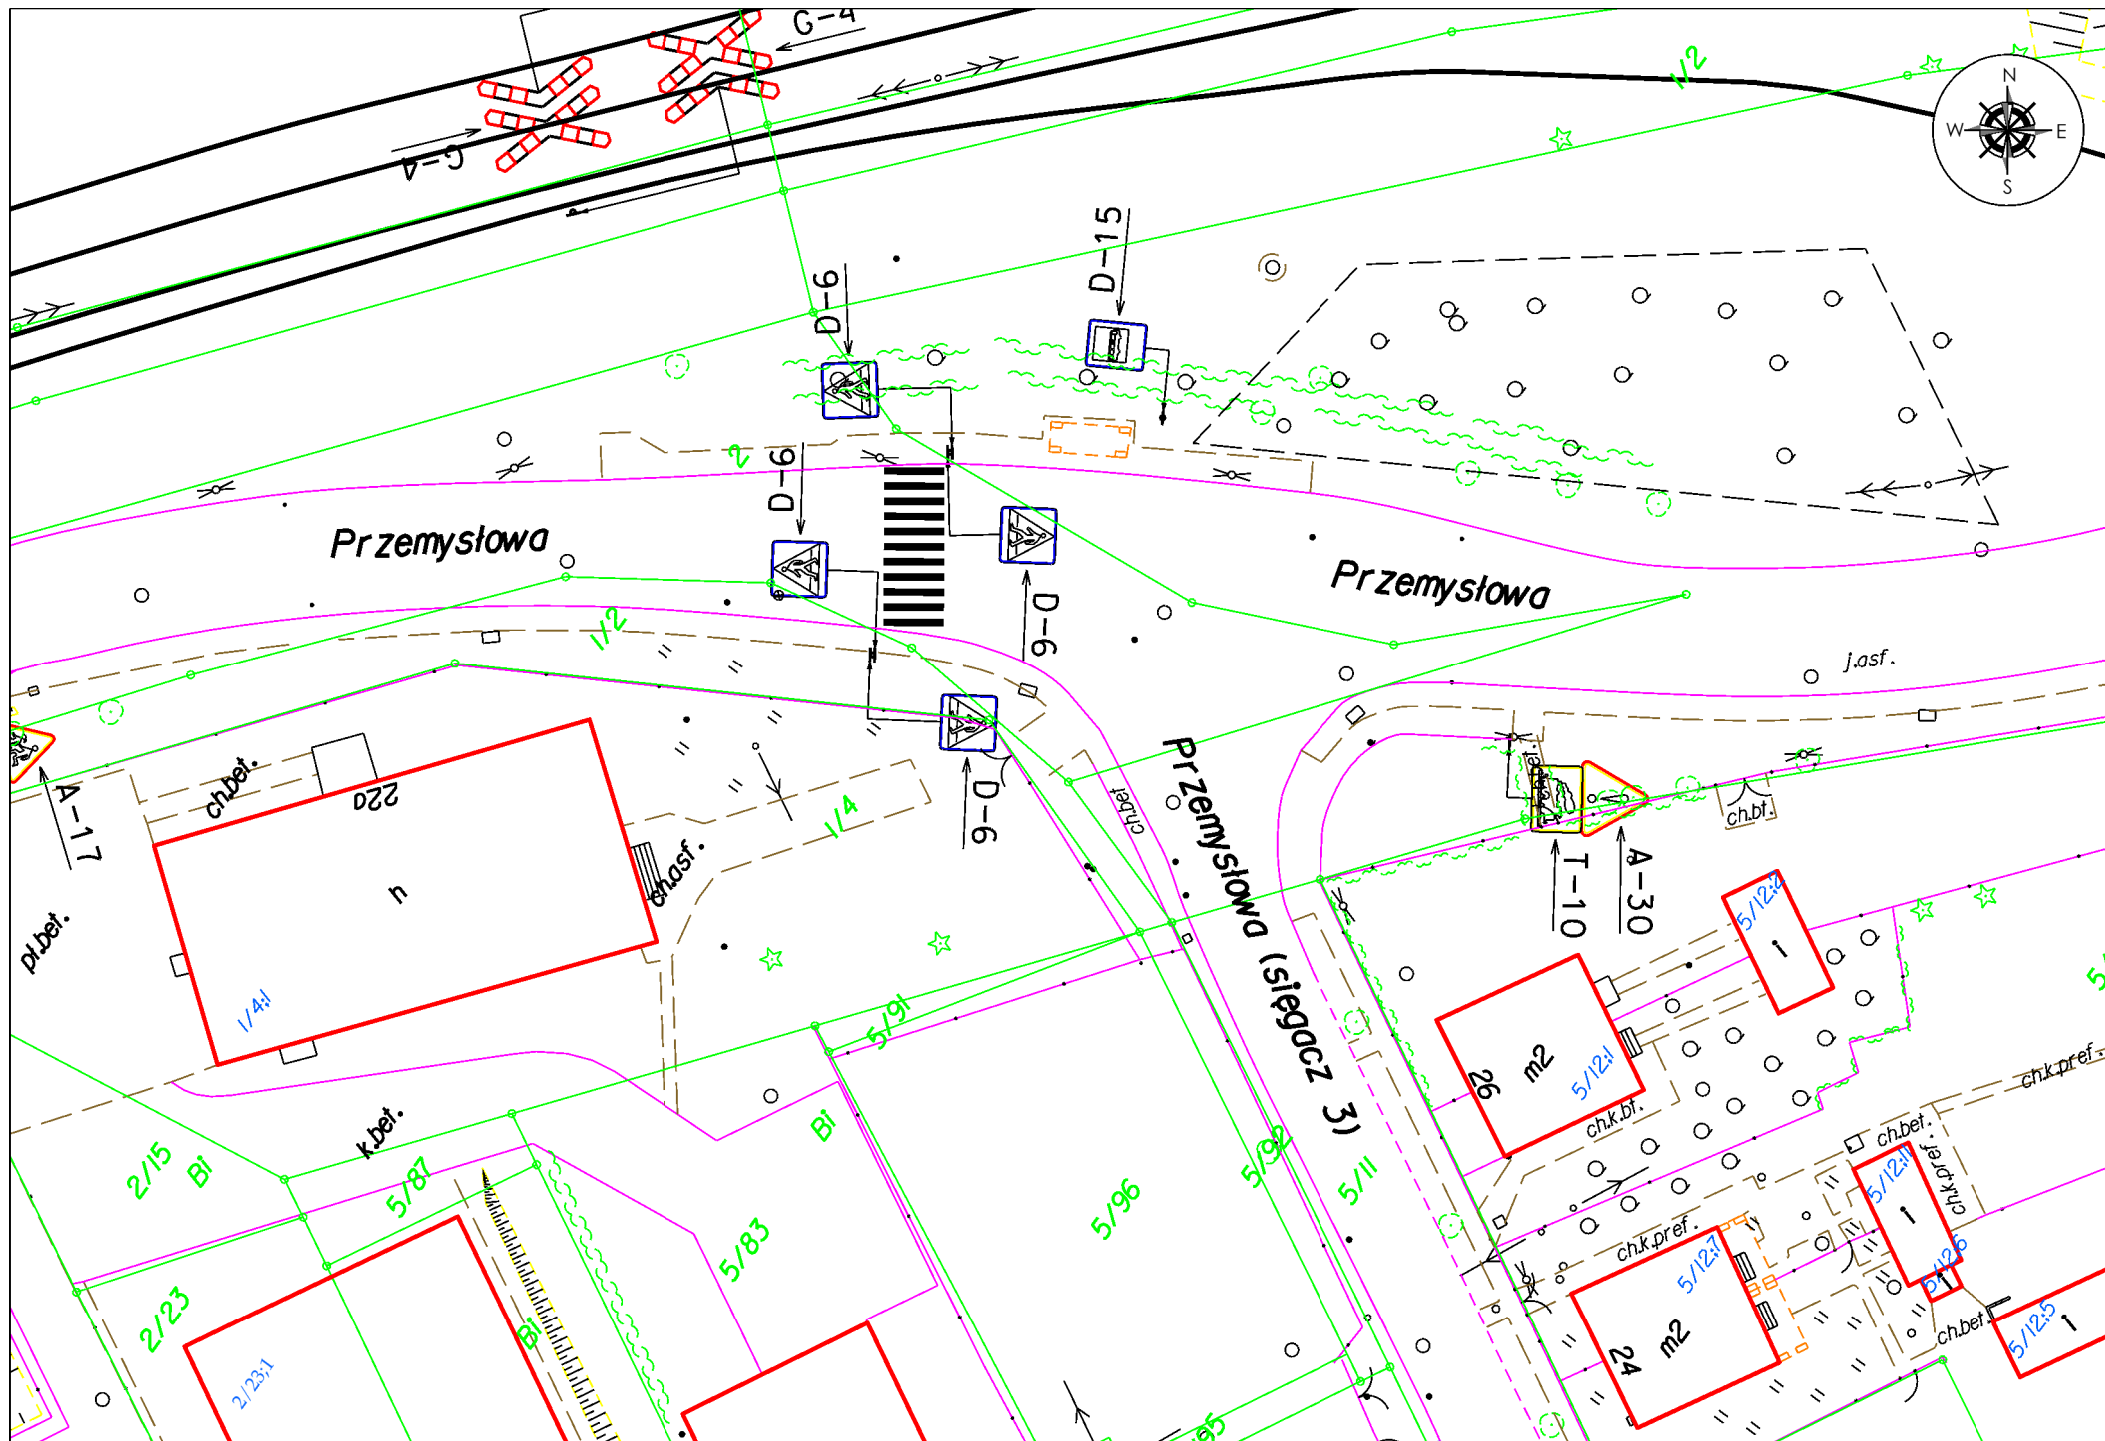 G-4
G-4
1/2
N
W E
S
D-15
D-6
D-6
2
Przemysłowa
Przemysłowa
D-6
1/2
j.asf.
A-17
ch.bet.
220
D-6
1/4
ch.bet
Przemysłowa (sięgacz 3)
ch.bt.
T-10
A-30
ch.asf.
h
pł.bet.
1/4;1
5/12;2
i
5/91
26
m2
5/12;1
ch.k.bt.
ch.k.pref.
k.bet.
Bi
2/15
Bi
5/87
5/92
5/11
5/96
5/83
ch.bet.
5/12;11
ch.k.pref.
i
5/12;6
i
ch.k.pref.
5/12;7
2/23
Bi
2/23;1
24
m2
ch.bet.
5/12;5
i